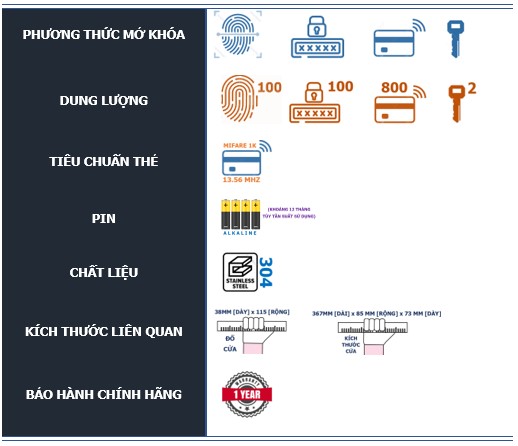 PHƯƠNG THỨC MỞ KHÓA
XXXXX
DUNG LƯỢNG
100
100
800
2
TIÊU CHUẨN THẺ
MIFARE 1K
13.56 MHZ
PIN
(KHOẢNG 12 THÁNG
TÙY TẦN SUẤT SỬ DỤNG)
ALKALINE
CHẤT LIỆU
STAINLESS
STEEL
304
KÍCH THƯỚC LIÊN QUAN
38MM [DÀY] x 115 [RỘNG]
ĐỐ
CỬA
367MM [DÀI] x 85 MM [RỘNG] x 73 MM [DÀY]
KÍCH
THƯỚC
CỬA
BẢO HÀNH CHÍNH HÃNG
WARRANTY
1 YEAR